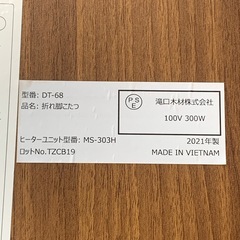 型番: DT-68
品名: 折れ脚こたつ
ヒーターユニット型番: MS-303H
ロットNo.TZCB19
P
S
E
滝口木材株式会社
100V 300W
2021年製
MADE IN VIETNAM